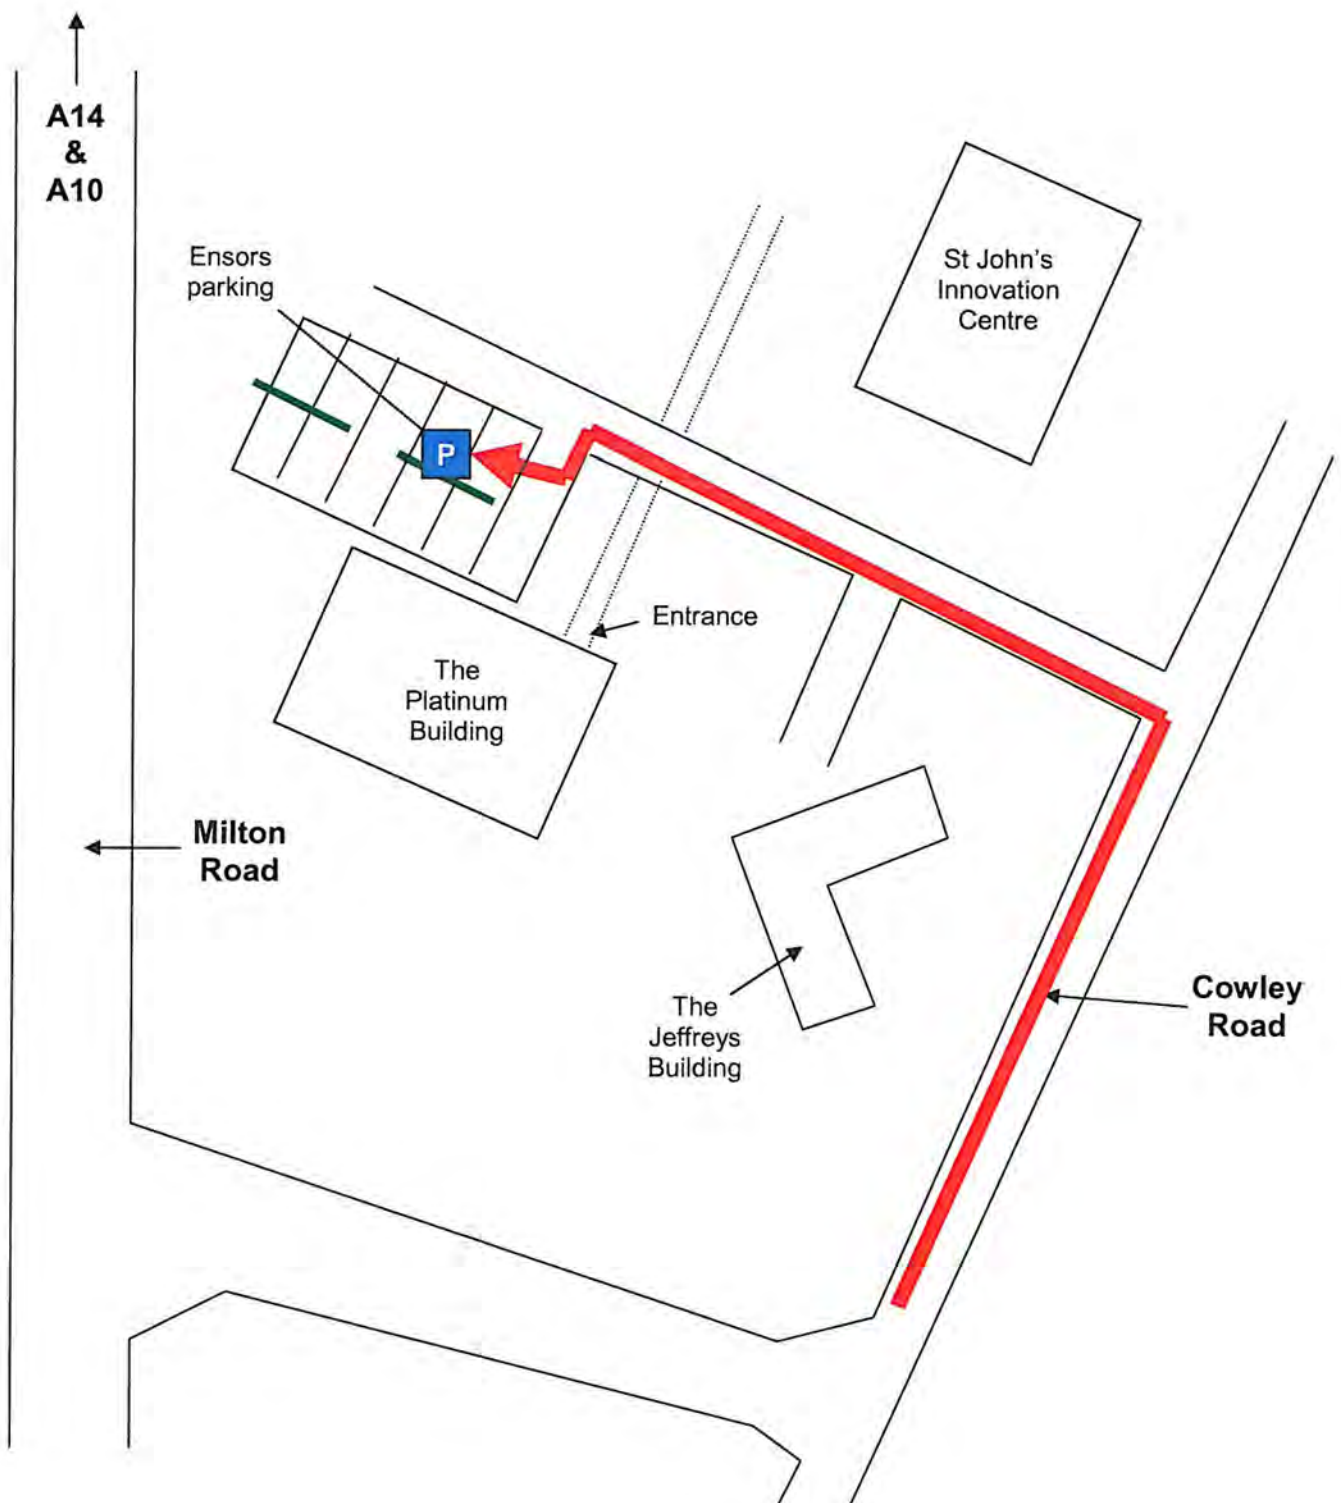 A14
&
A10
Ensors
parking
St John's
Innovation
Centre
P
Entrance
The
Platinum
Building
Milton
Road
The
Jeffreys
Building
Cowley
Road